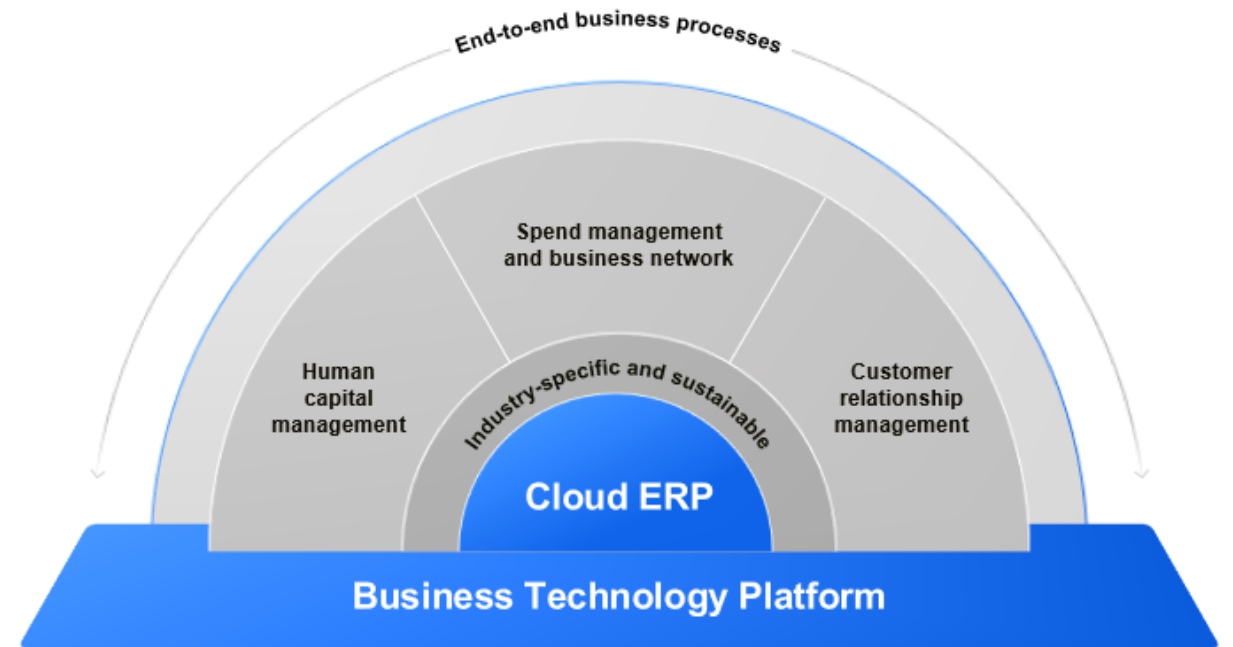 End-to-end business processes
Spend management
and business network
Human
capital
management
Customer
relationship
management
Industry-specific and sustainable
Cloud ERP
Business Technology Platform